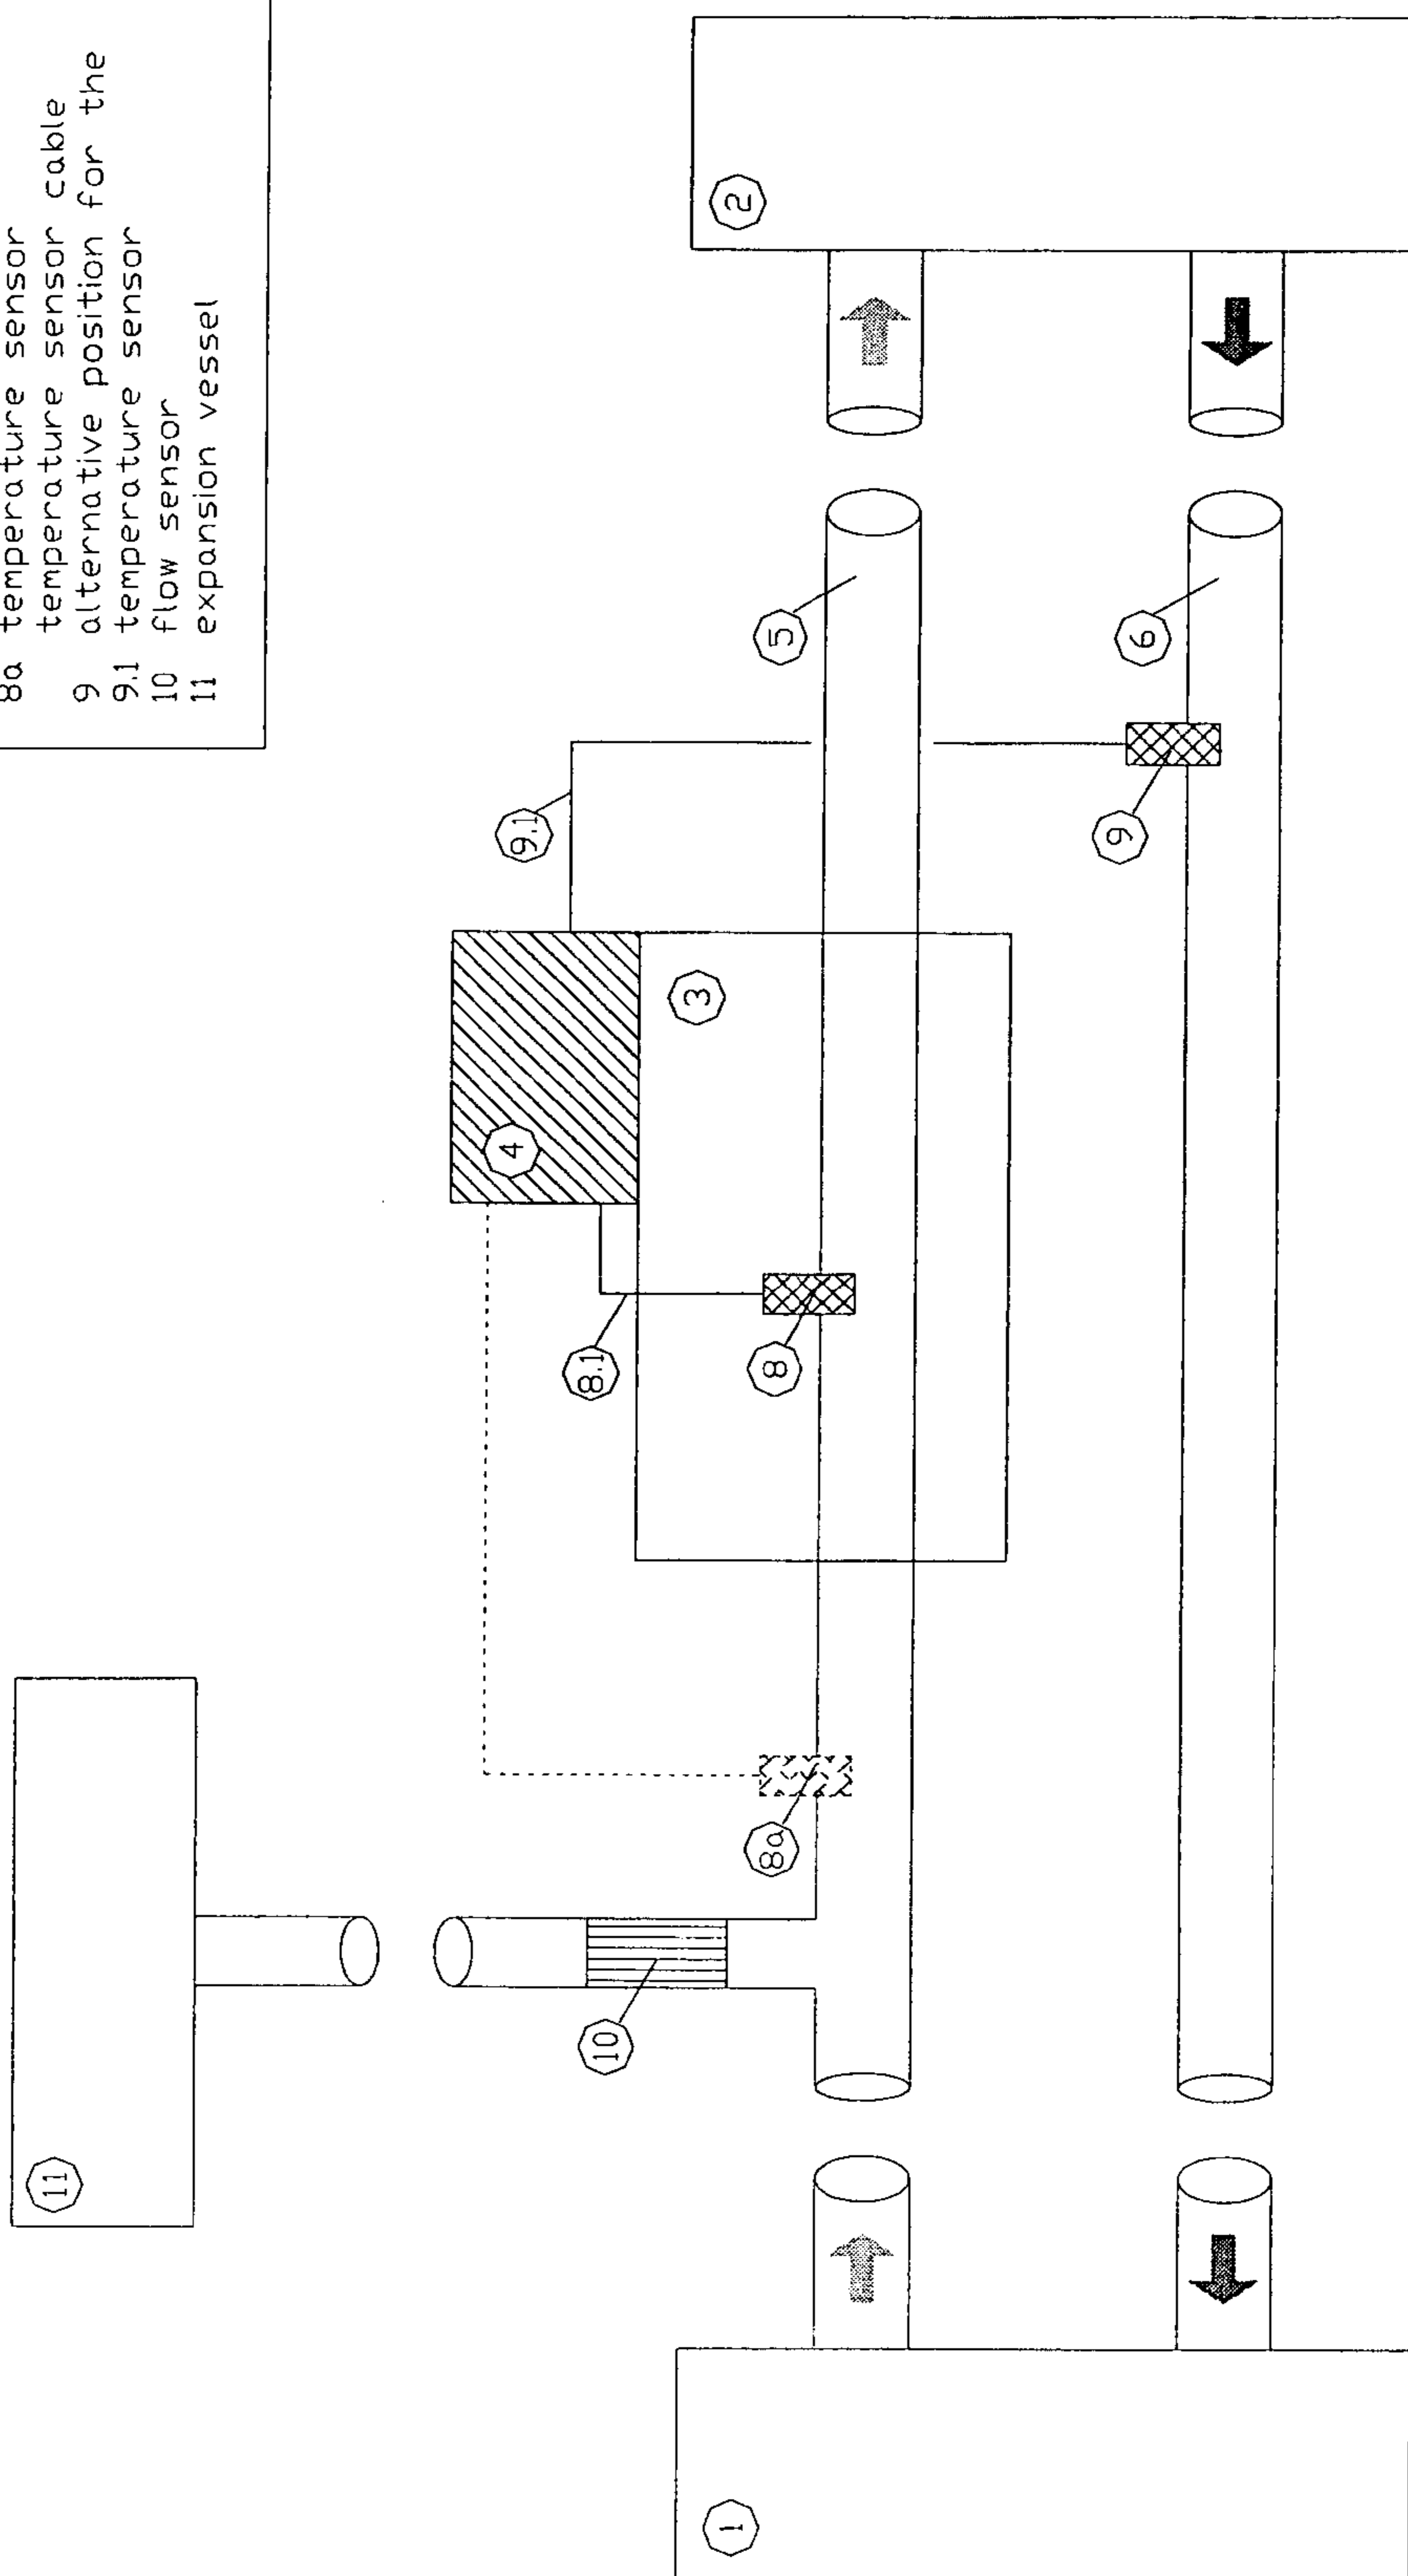 8a temperature sensor
temperature sensor cable
9 alternative position for the
9.1 temperature sensor
10 flow sensor
11 expansion vessel
11
4
9.1
10
8.1
3
1
2
8a
8
5
9
6